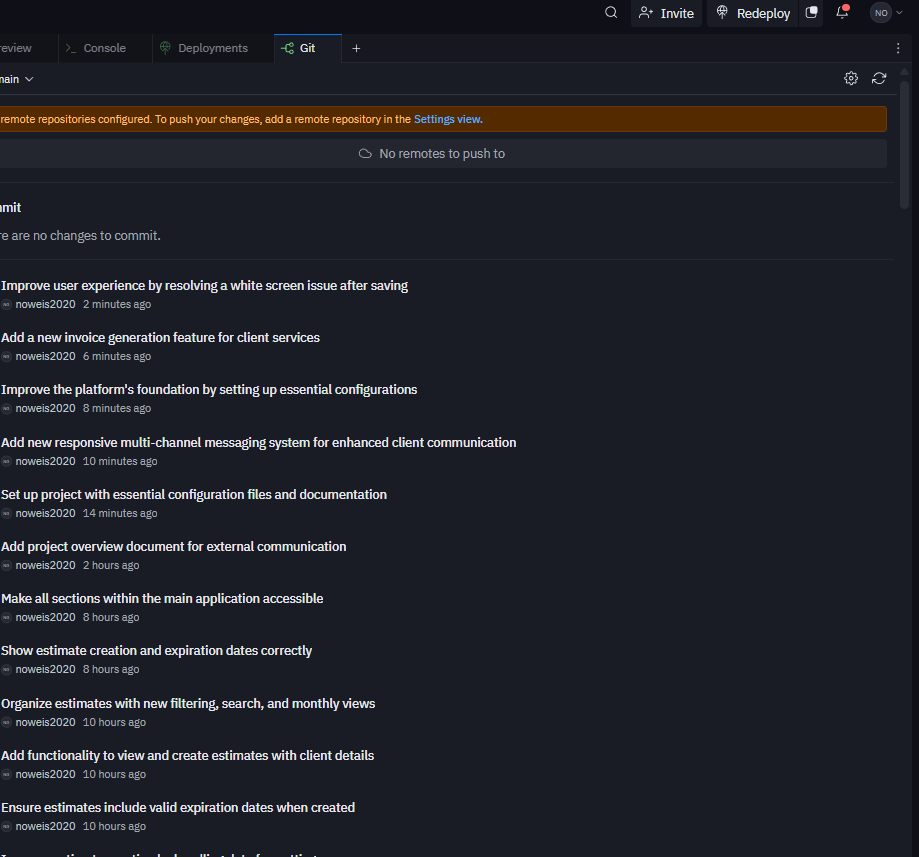 Invite
Redeploy
NO
review
Console
Deployments
Git
main
remote repositories configured. To push your changes, add a remote repository in the Settings view.
No remotes to push to
mmit
re are no changes to commit.
Improve user experience by resolving a white screen issue after saving
noweis2020 2 minutes ago
Add a new invoice generation feature for client services
noweis2020 6 minutes ago
Improve the platform's foundation by setting up essential configurations
noweis2020 8 minutes ago
Add new responsive multi-channel messaging system for enhanced client communication
noweis2020 10 minutes ago
Set up project with essential configuration files and documentation
noweis2020 14 minutes ago
Add project overview document for external communication
noweis2020 2 hours ago
Make all sections within the main application accessible
noweis2020 8 hours ago
Show estimate creation and expiration dates correctly
noweis2020 8 hours ago
Organize estimates with new filtering, search, and monthly views
noweis2020 10 hours ago
Add functionality to view and create estimates with client details
noweis2020 10 hours ago
Ensure estimates include valid expiration dates when created
noweis2020 10 hours ago